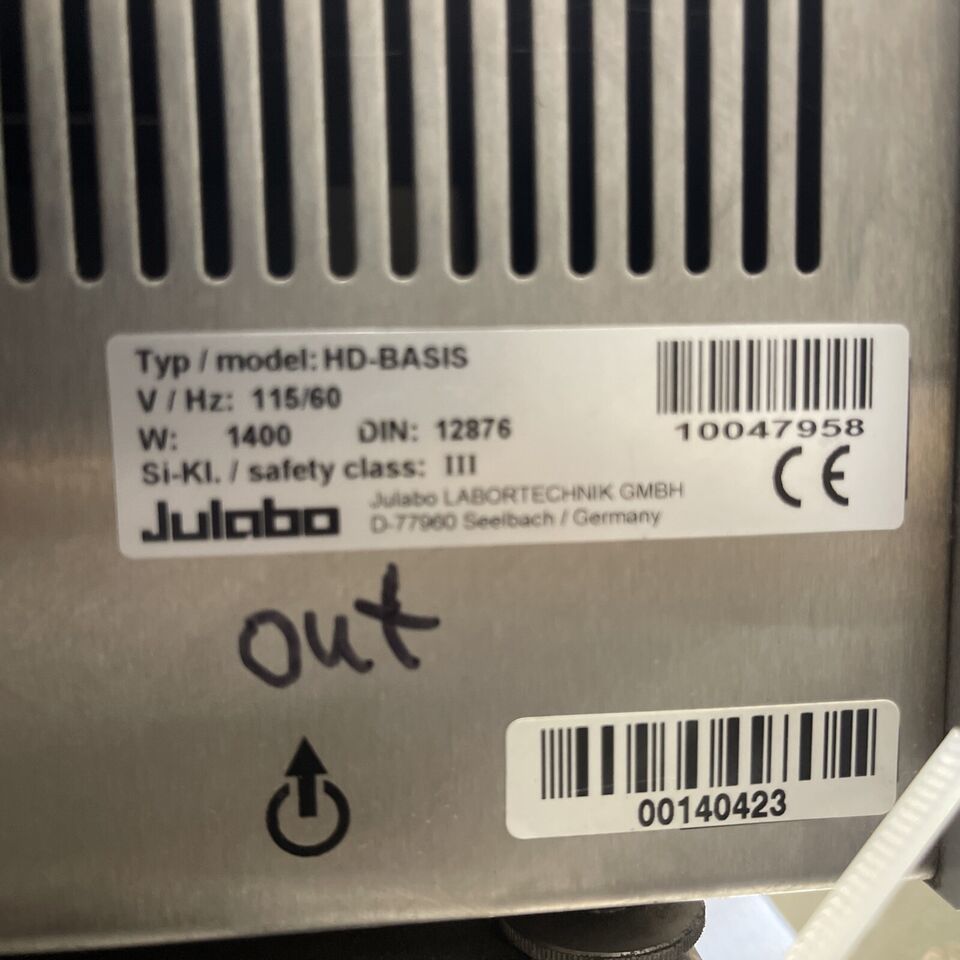 Typ / model: HD-BASIS
V / Hz: 115/60
W: 1400 DIN: 12876
Si-Kl. / safety class: III
10047958
CE
Julabo
Julabo LABORTECHNIK GMBH
D-77960 Seelbach / Germany
out
00140423